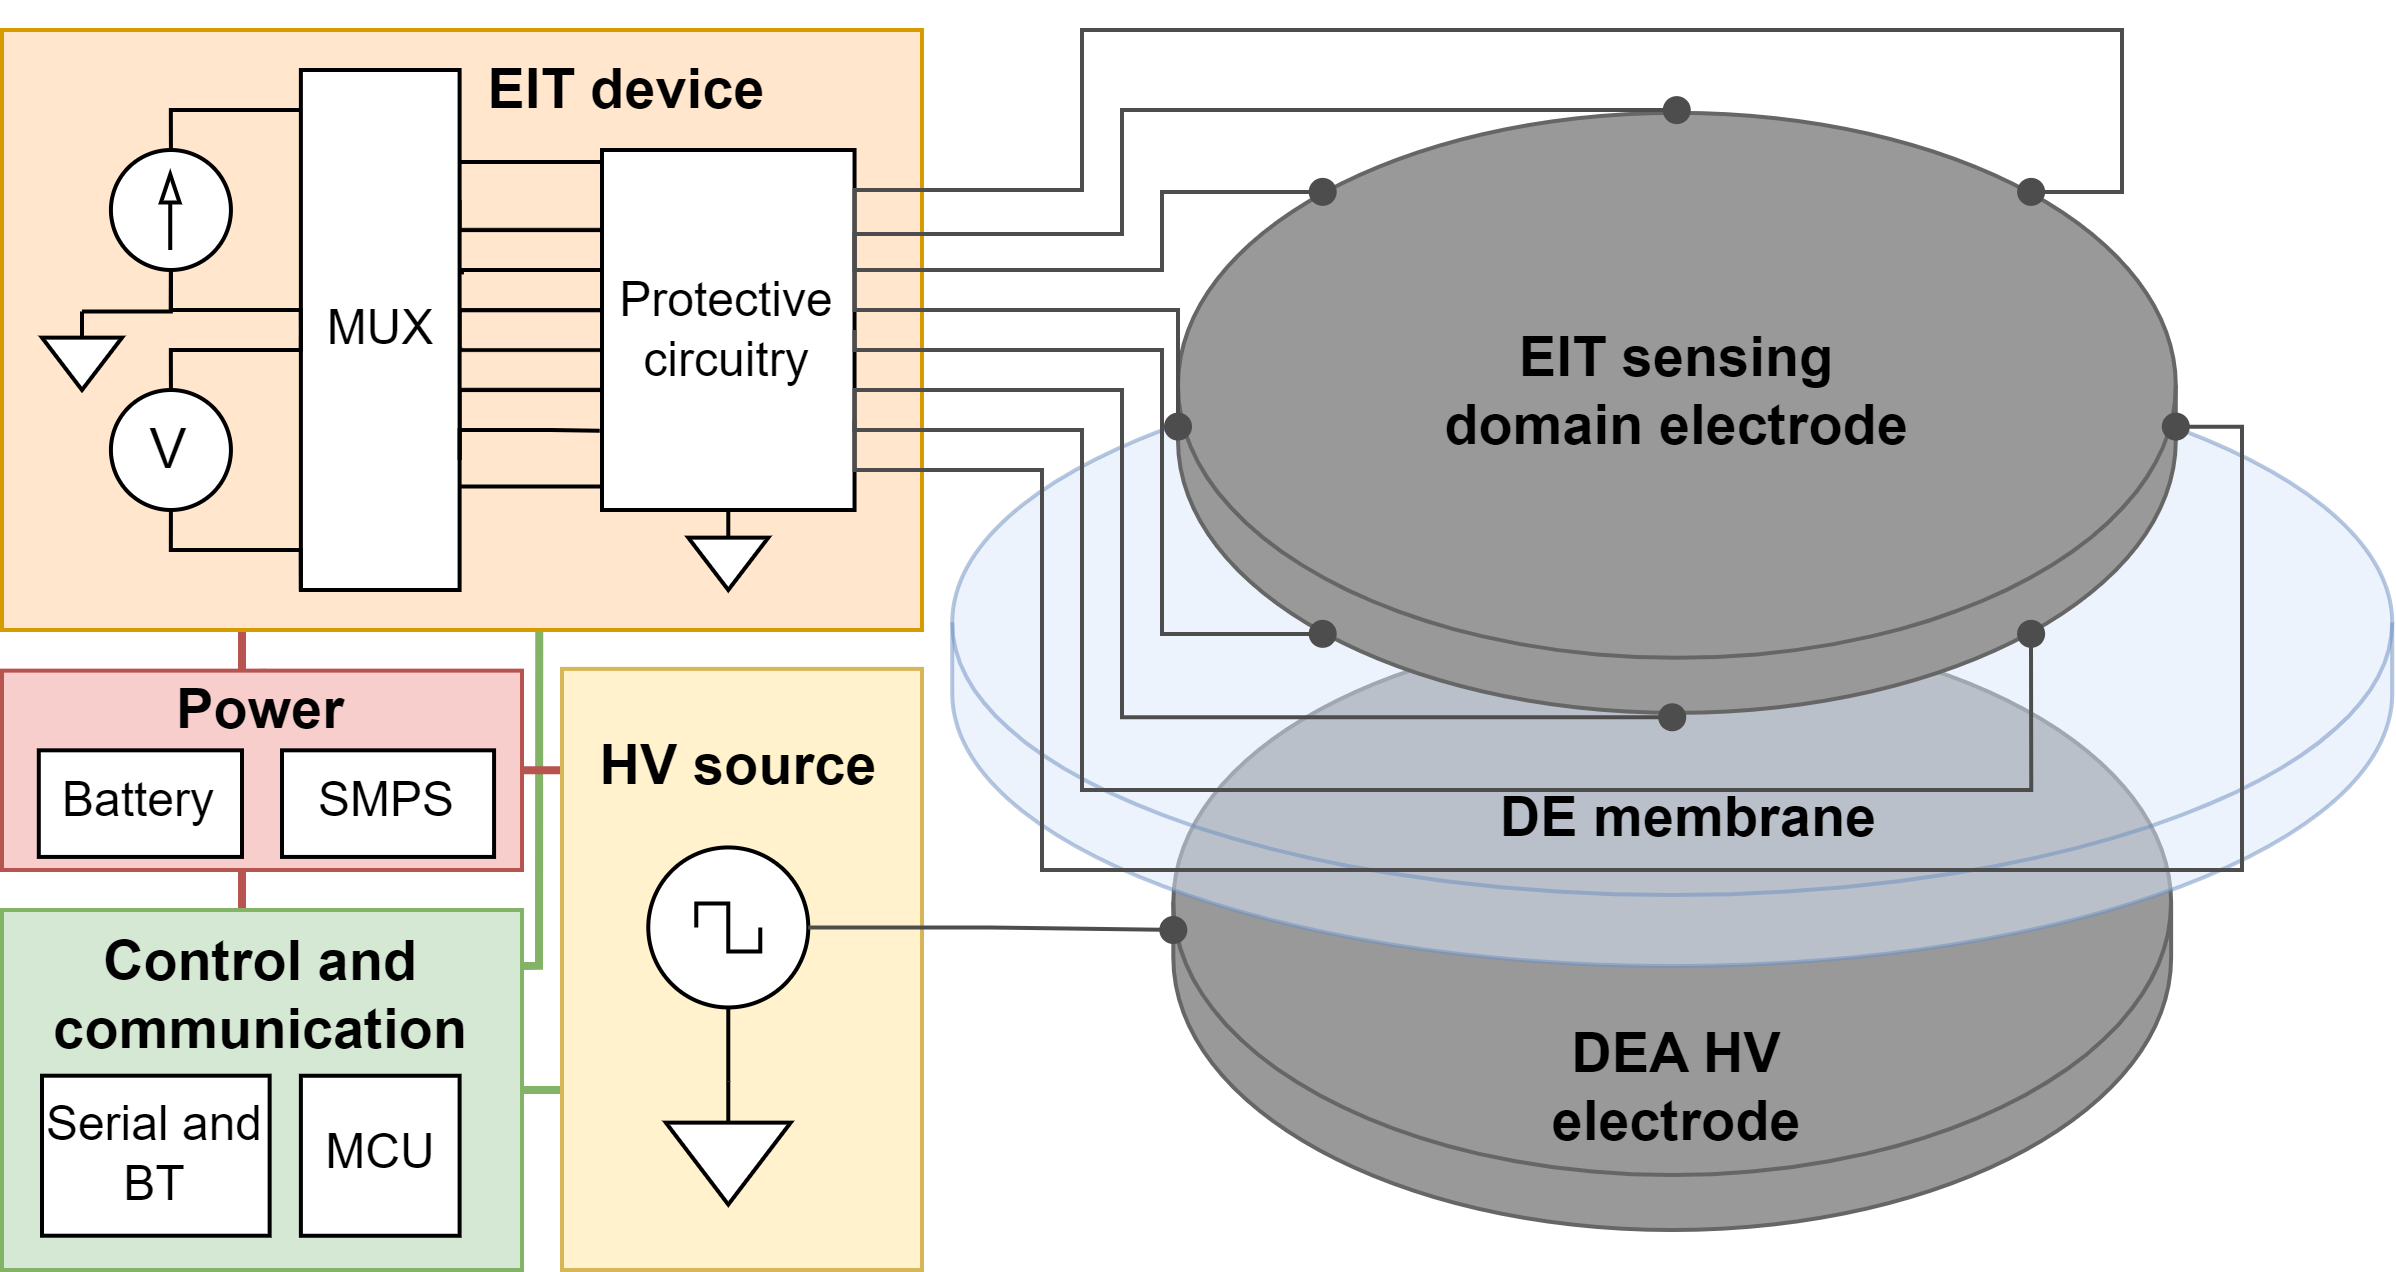 EIT device
MUX
Protective
circuitry
V
EIT sensing
domain electrode
Power
Battery
SMPS
HV source
DE membrane
Control and
communication
Serial and
BT
MCU
DEA HV
electrode